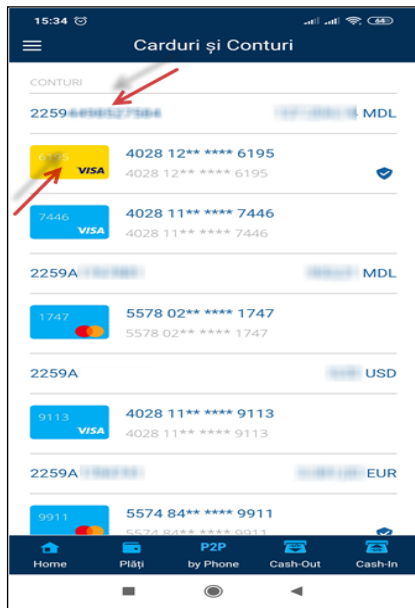 15:34 64
Carduri și Conturi
CONTURI
2259 MDL
6195 VISA
4028 12** **** 6195
4028 12** **** 6195
7446 VISA
4028 11** **** 7446
4028 11** **** 7446
2259A MDL
1747
5578 02** **** 1747
5578 02** **** 1747
2259A USD
9113 VISA
4028 11** **** 9113
4028 11** **** 9113
2259A EUR
9911
5574 84** **** 9911
5574 84** **** 9911
Home Plăți P2P by Phone Cash-Out Cash-In